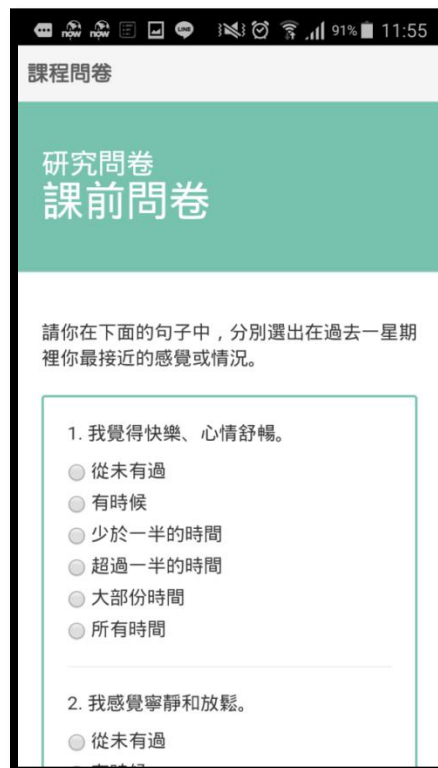 now now LINE 91% 11:55
課程問卷
研究問卷
課前問卷
請你在下面的句子中，分別選出在過去一星期
裡你最接近的感覺或情況。
1. 我覺得快樂、心情舒暢。
從未有過
有時候
少於一半的時間
超過一半的時間
大部份時間
所有時間
2. 我感覺寧靜和放鬆。
從未有過